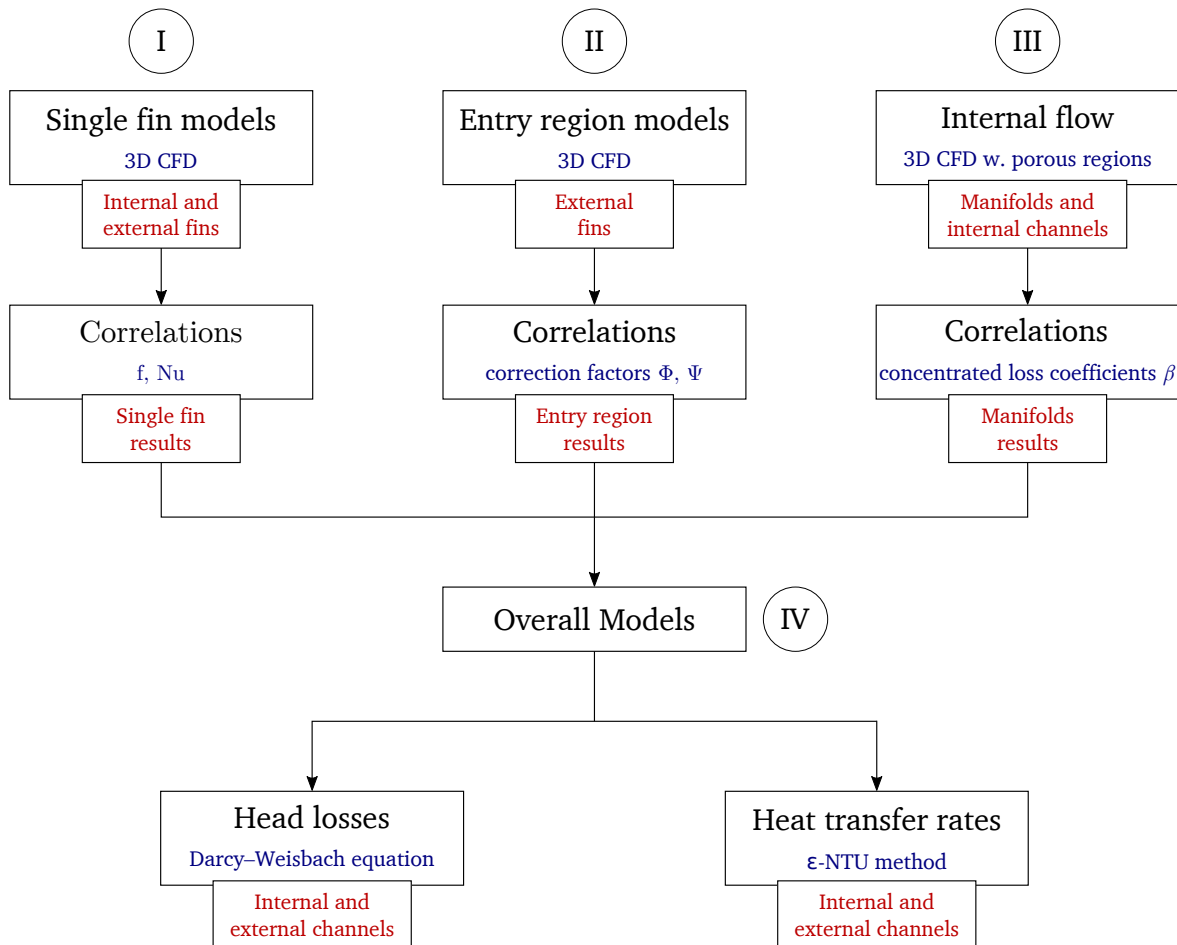 I
II
III
Single fin models
3D CFD
Internal and
external fins
Entry region models
3D CFD
External
fins
Internal flow
3D CFD w. porous regions
Manifolds and
internal channels
Correlations
f, Nu
Single fin
results
Correlations
correction factors Φ, Ψ
Entry region
results
Correlations
concentrated loss coefficients β
Manifolds
results
Overall Models
IV
Head losses
Darcy–Weisbach equation
Internal and
external channels
Heat transfer rates
ε-NTU method
Internal and
external channels